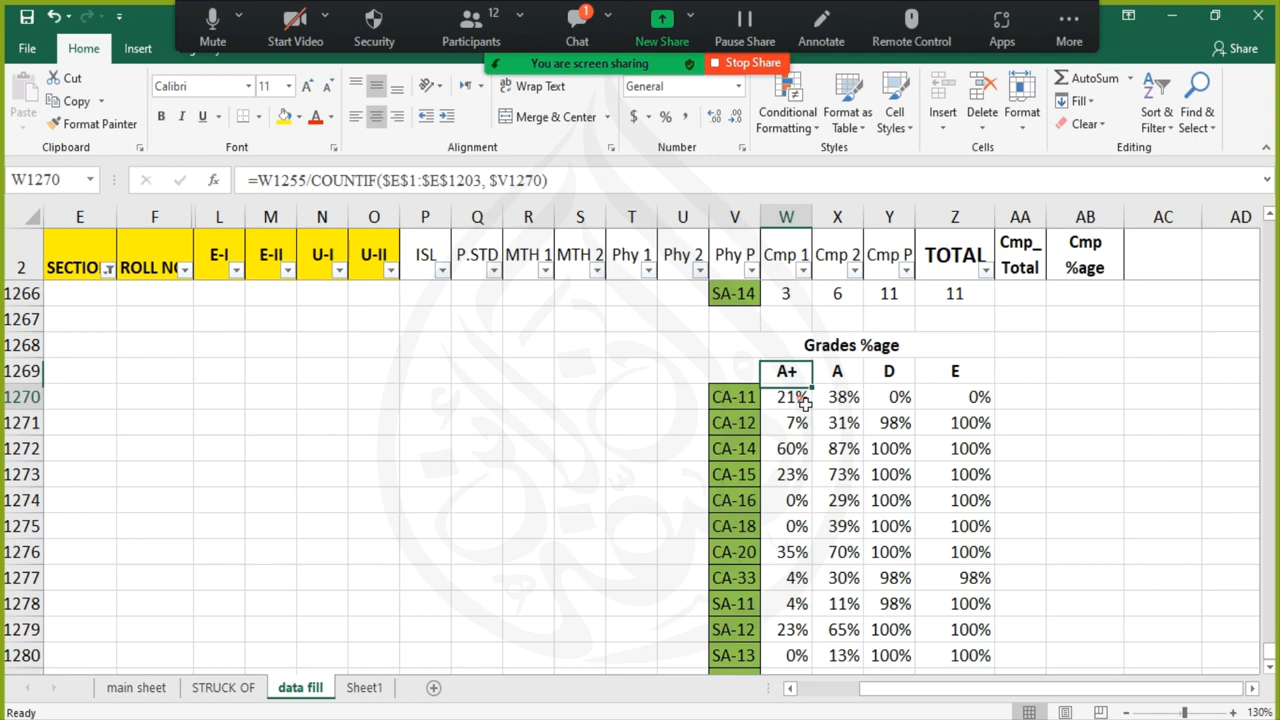 Mute Start Video Security Participants 12 Chat 1 New Share Pause Share Annotate Remote Control Apps More
You are screen sharing Stop Share
File Home Insert Share
Cut
Copy
Paste Format Painter
Clipboard
Calibri 11
B I U
Font
Wrap Text
Merge & Center
Alignment
General
$ % ,
Number
Conditional Formatting
Format as Table
Cell Styles
Styles
Insert Delete Format
Cells
AutoSum
Fill
Clear
Sort & Filter
Find & Select
Editing
W1270 fx =W1255/COUNTIF($E$1:$E$1203, $V1270)
E F L M N O P Q R S T U V W X Y Z AA AB AC AD
2 SECTIO ROLL NO E-I E-II U-I U-II ISL P.STD MTH 1 MTH 2 Phy 1 Phy 2 Phy P Cmp 1 Cmp 2 Cmp P TOTAL Cmp_ Total Cmp %age
1266 SA-14 3 6 11 11
1267
1268 Grades %age
1269 A+ A D E
1270 CA-11 21% 38% 0% 0%
1271 CA-12 7% 31% 98% 100%
1272 CA-14 60% 87% 100% 100%
1273 CA-15 23% 73% 100% 100%
1274 CA-16 0% 29% 100% 100%
1275 CA-18 0% 39% 100% 100%
1276 CA-20 35% 70% 100% 100%
1277 CA-33 4% 30% 98% 98%
1278 SA-11 4% 11% 98% 100%
1279 SA-12 23% 65% 100% 100%
1280 SA-13 0% 13% 100% 100%
main sheet STRUCK OF data fill Sheet1
Ready 130%